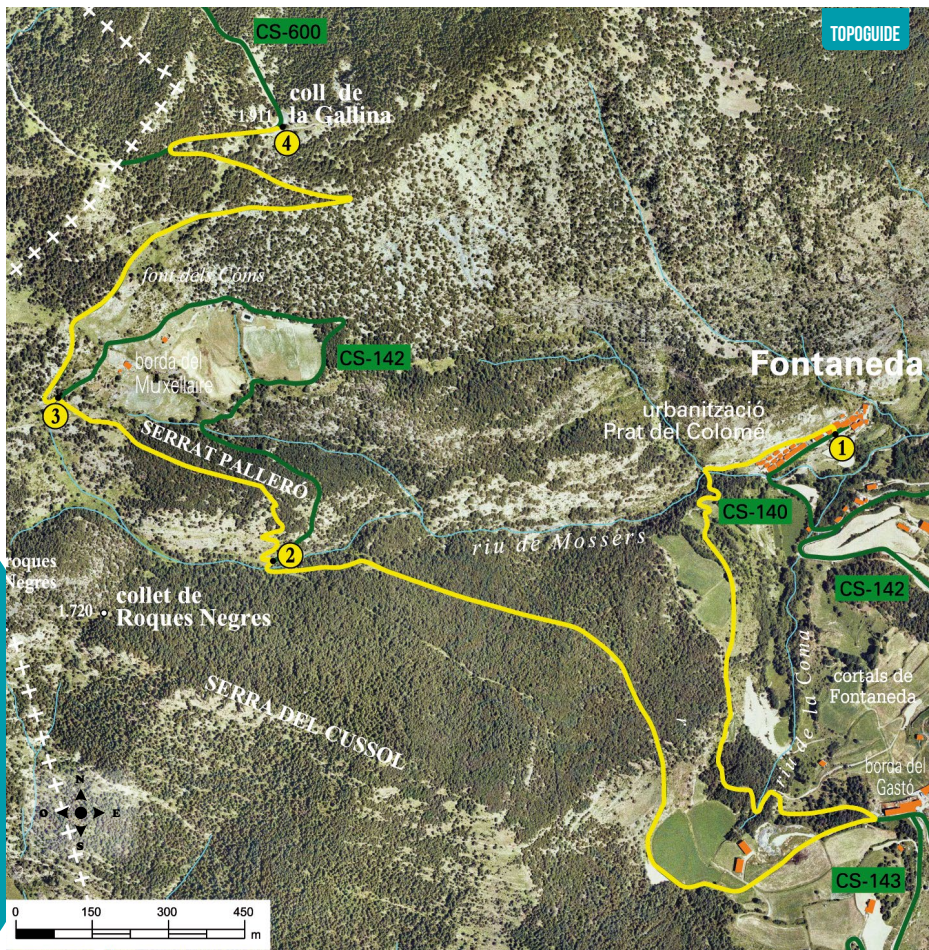 TOPOGUIDE
CS-600
coll de
la Gallina
1.911
4
font dels Coms
CS-142
borda del
Muxellaire
Fontaneda
urbanització
Prat del Colomé
1
3
SERRAT PALLERÓ
CS-140
riu de Mossers
2
roques
Negres
CS-142
collet de
Roques Negres
1.720
riu de la Coma
cortals de
Fontaneda
SERRA DEL CUSSOL
borda del
Gastó
N
O
E
S
CS-143
0
150
300
450
m